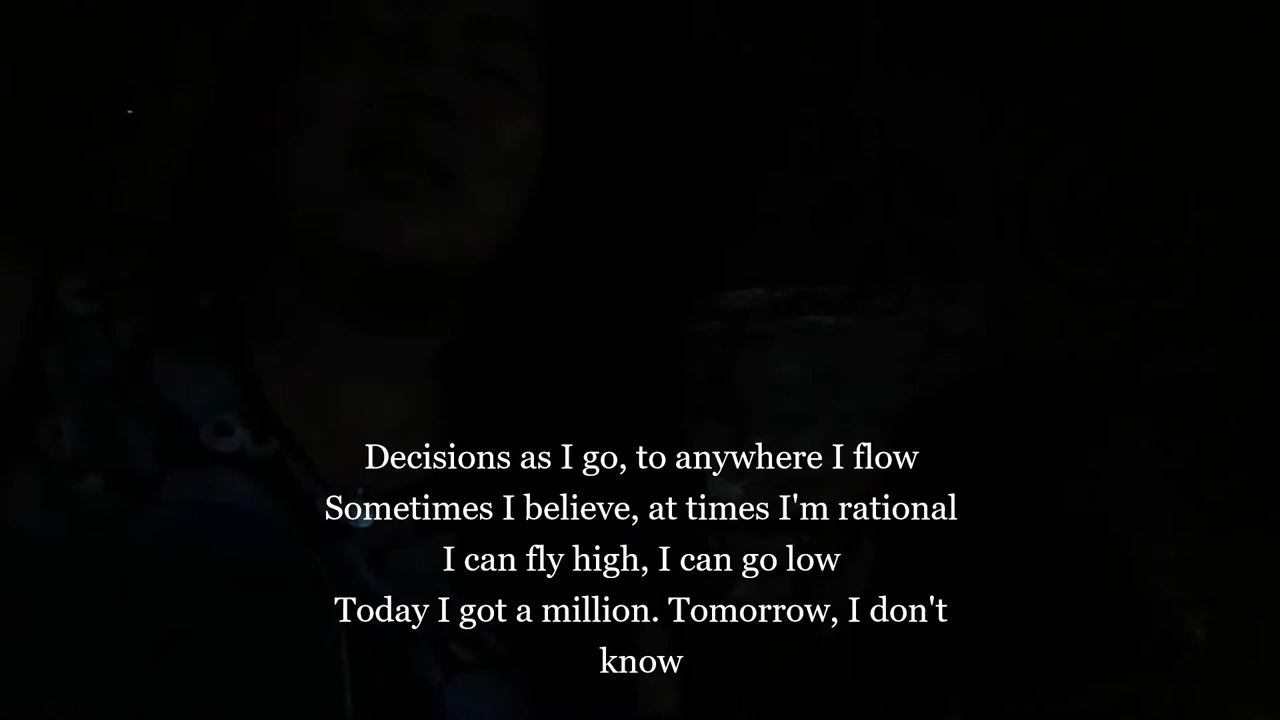 Decisions as I go, to anywhere I flow
Sometimes I believe, at times I'm rational
I can fly high, I can go low
Today I got a million. Tomorrow, I don't
know